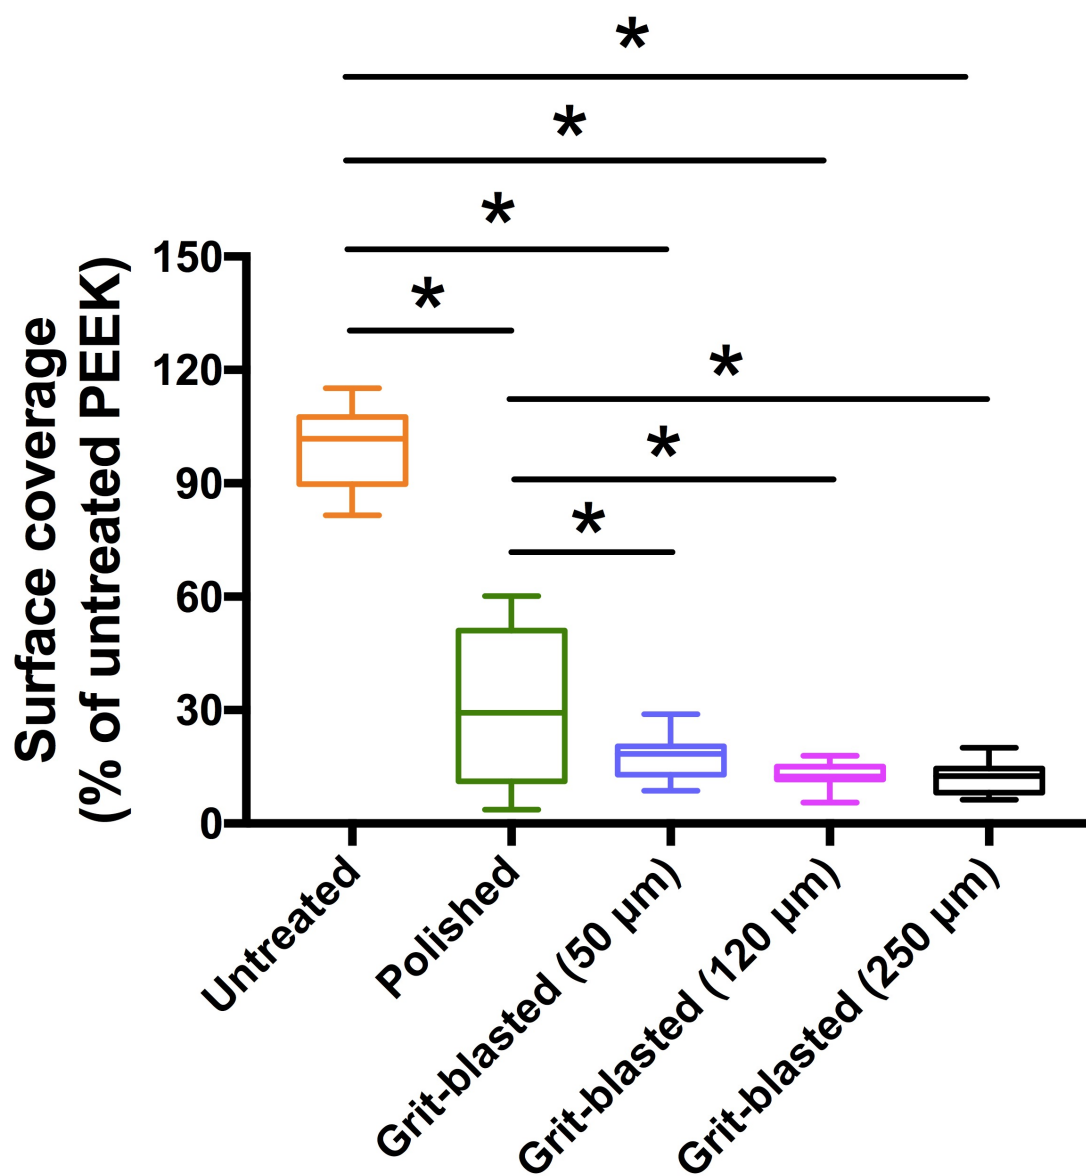 *
*
*
*
*
*
*
Surface coverage
(% of untreated PEEK)
150
120
90
60
30
0
Untreated
Polished
Grit-blasted (50 μm)
Grit-blasted (120 μm)
Grit-blasted (250 μm)